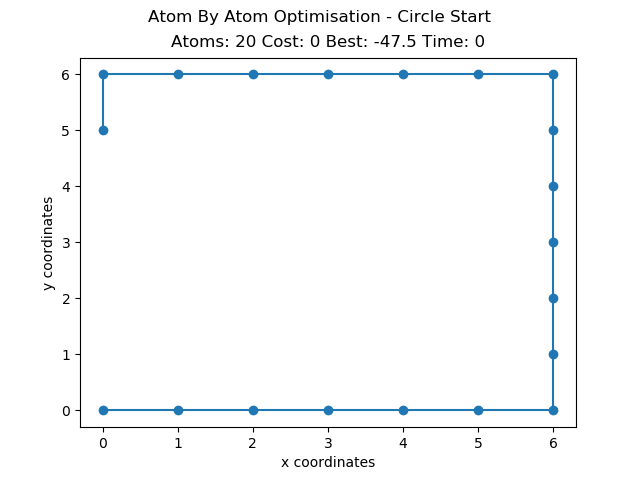 Atom By Atom Optimisation - Circle Start
Atoms: 20 Cost: 0 Best: -47.5 Time: 0
6
5
4
3
2
1
0
y coordinates
0 1 2 3 4 5 6
x coordinates